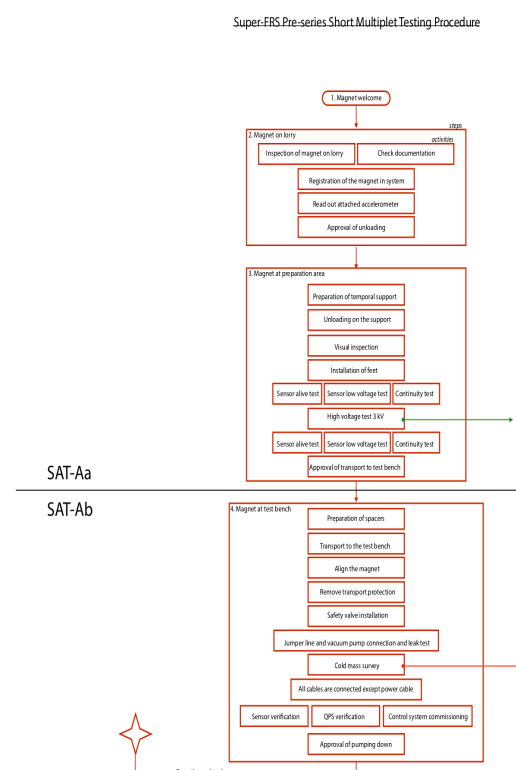 Super-FRS Pre-series Short Multiplet Testing Procedure
1. Magnet welcome
steps
2. Magnet on lorry
activities
Inspection of magnet on lorry
Check documentation
Registration of the magnet in system
Read out attached accelerometer
Approval of unloading
3. Magnet at preparation area
Preparation of temporal support
Unloading on the support
Visual inspection
Installation of feet
Sensor alive test
Sensor low voltage test
Continuity test
High voltage test 3 kV
Sensor alive test
Sensor low voltage test
Continuity test
Approval of transport to test bench
SAT-Aa
SAT-Ab
4. Magnet at test bench
Preparation of spacers
Transport to the test bench
Align the magnet
Remove transport protection
Safety valve installation
Jumper line and vacuum pump connection and leak test
Cold mass survey
All cables are connected except power cable
Sensor verification
QPS verification
Control system commissioning
Approval of pumping down